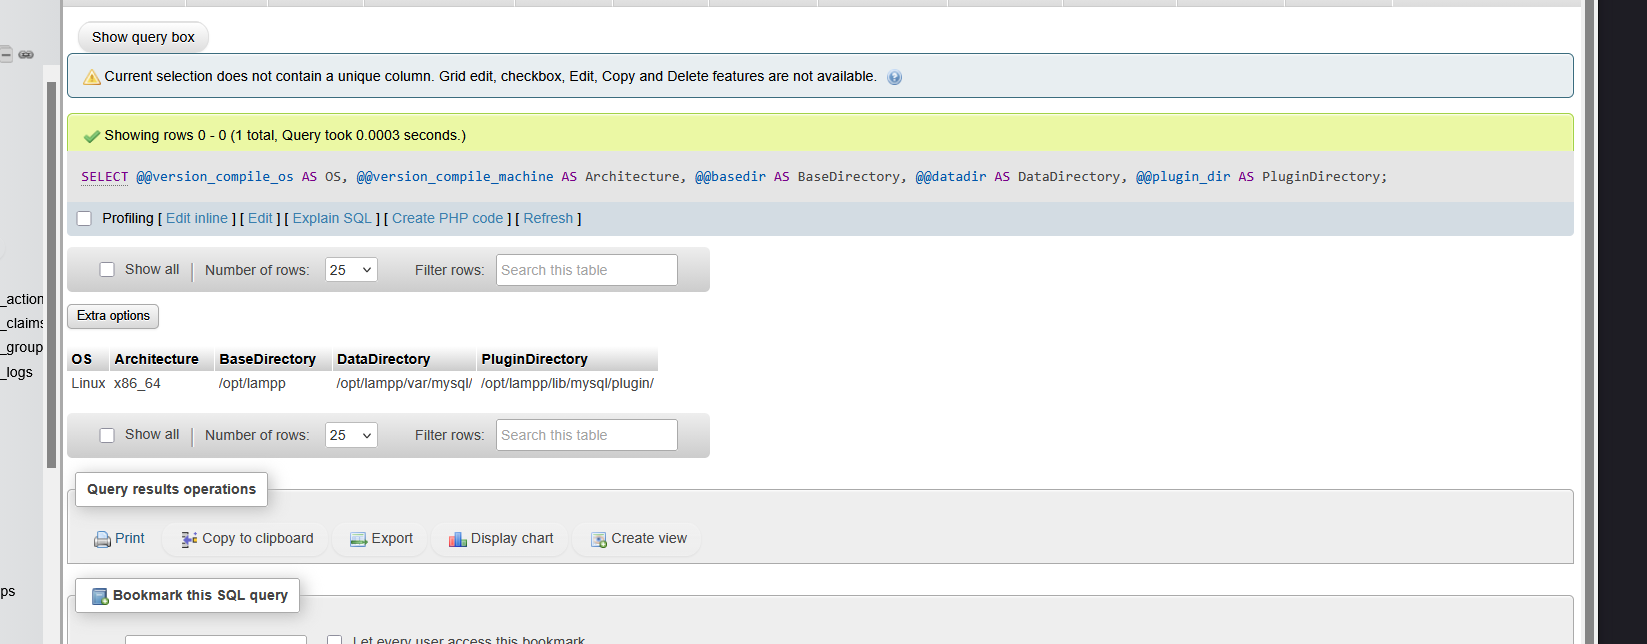 Show query box
Current selection does not contain a unique column. Grid edit, checkbox, Edit, Copy and Delete features are not available.
Showing rows 0 - 0 (1 total, Query took 0.0003 seconds.)
SELECT @@version_compile_os AS OS, @@version_compile_machine AS Architecture, @@basedir AS BaseDirectory, @@datadir AS DataDirectory, @@plugin_dir AS PluginDirectory;
Profiling [ Edit inline ] [ Edit ] [ Explain SQL ] [ Create PHP code ] [ Refresh ]
Show all Number of rows: 25 Filter rows: Search this table
_action
Extra options
_claims
_group
OS Architecture BaseDirectory DataDirectory PluginDirectory
_logs
Linux x86_64 /opt/lampp /opt/lampp/var/mysql/ /opt/lampp/lib/mysql/plugin/
Show all Number of rows: 25 Filter rows: Search this table
Query results operations
Print Copy to clipboard Export Display chart Create view
ps
Bookmark this SQL query
Let every user access this bookmark